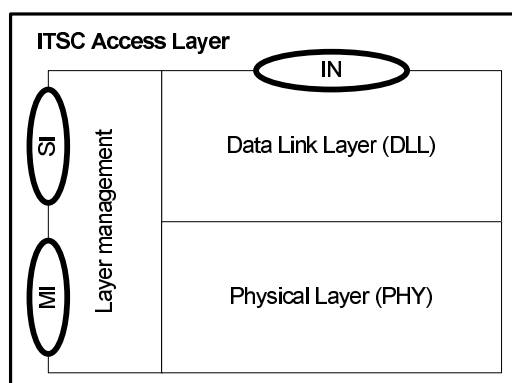 ITSC Access Layer
IN
SI
Data Link Layer (DLL)
Layer management
MI
Physical Layer (PHY)